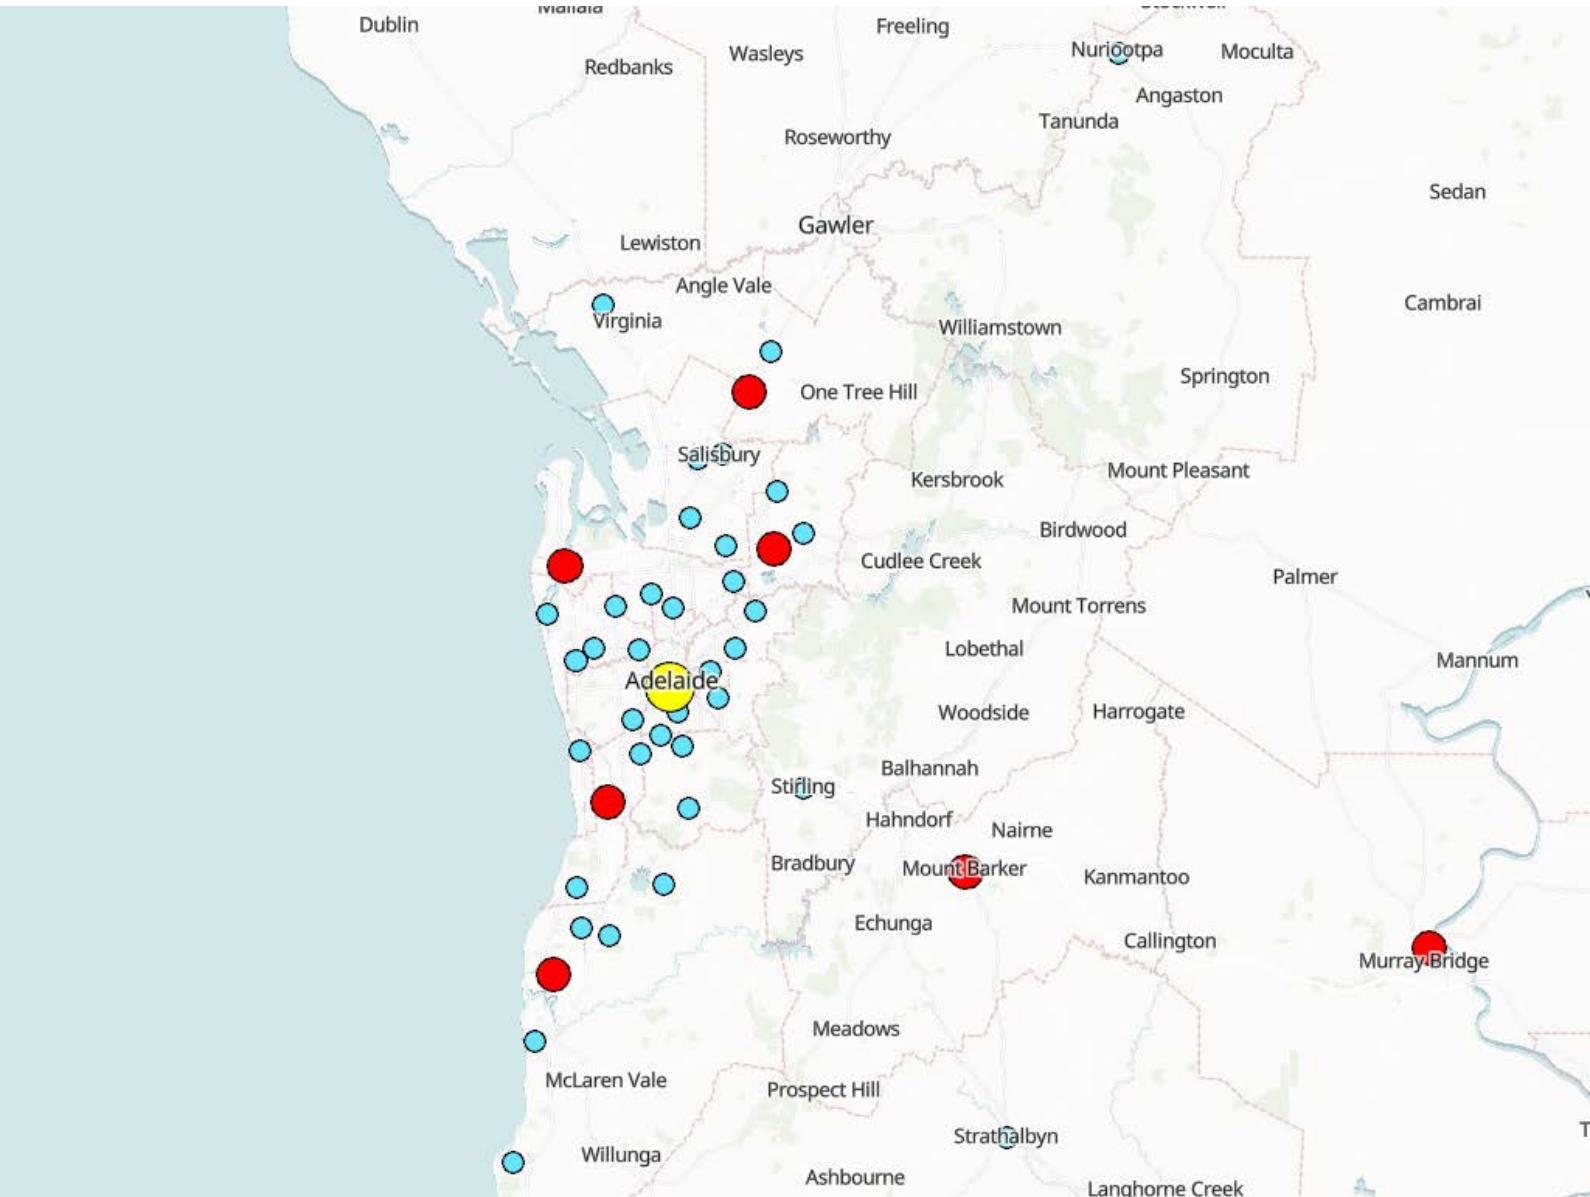 Mallala
Stockwell
Dublin
Freeling
Wasleys
Redbanks
Nuriootpa
Moculta
Angaston
Tanunda
Roseworthy
Sedan
Gawler
Lewiston
Angle Vale
Cambrai
Virginia
Williamstown
Springton
One Tree Hill
Salisbury
Mount Pleasant
Kersbrook
Birdwood
Cudlee Creek
Palmer
Mount Torrens
Lobethal
Mannum
Adelaide
Woodside
Harrogate
Balhannah
Stirling
Hahndorf
Nairne
Bradbury
Mount Barker
Kanmantoo
Echunga
Callington
Murray Bridge
Meadows
McLaren Vale
Prospect Hill
Strathalbyn
Willunga
Ashbourne
Langhorne Creek